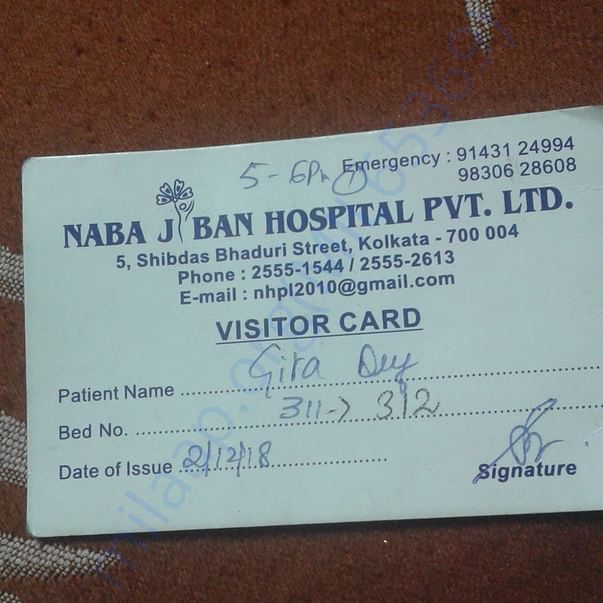 5 - 6Pm ① Emergency : 91431 24994
98306 28608
NABA JIBAN HOSPITAL PVT. LTD.
5, Shibdas Bhaduri Street, Kolkata - 700 004
Phone : 2555-1544 / 2555-2613
E-mail : nhpl2010@gmail.com
VISITOR CARD
Patient Name Gita Dey
Bed No. 311-> 312
Date of Issue 2/12/18
Signature